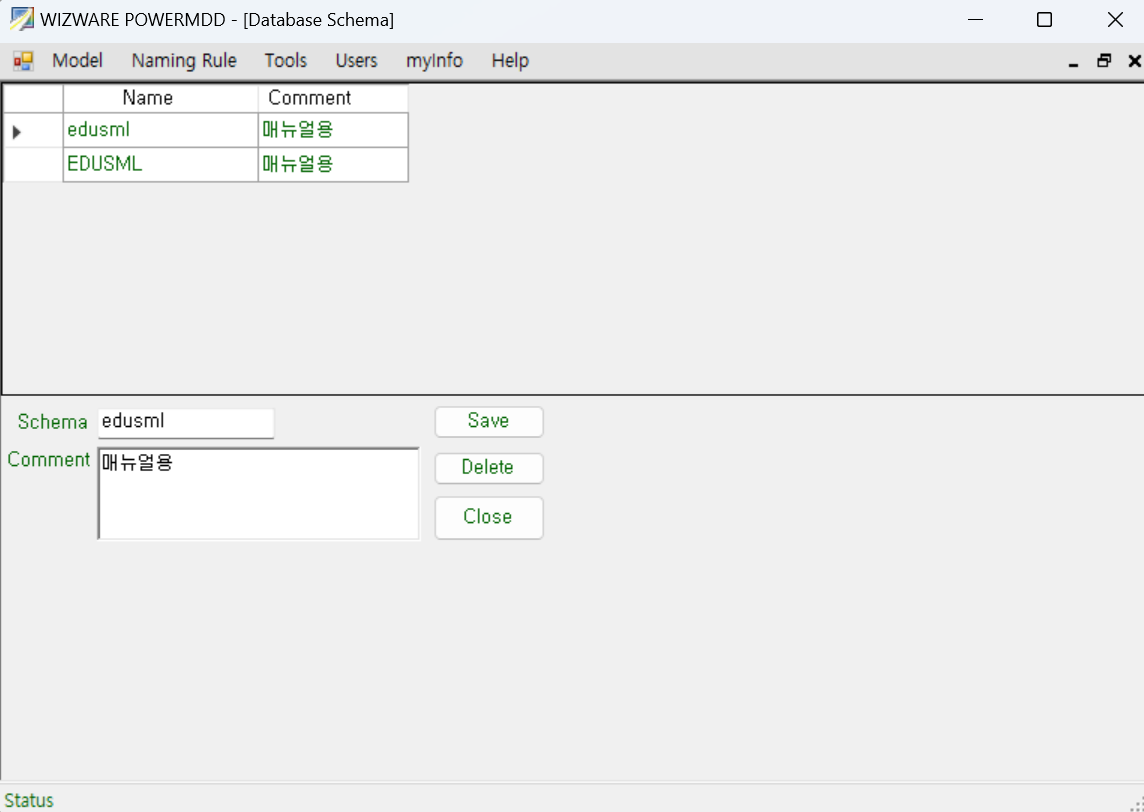 WIZWARE POWERMDD - [Database Schema]
Model Naming Rule Tools Users myInfo Help
Name Comment
edusml 매뉴얼용
EDUSML 매뉴얼용
Schema edusml Save
Comment 매뉴얼용 Delete
Close
Status